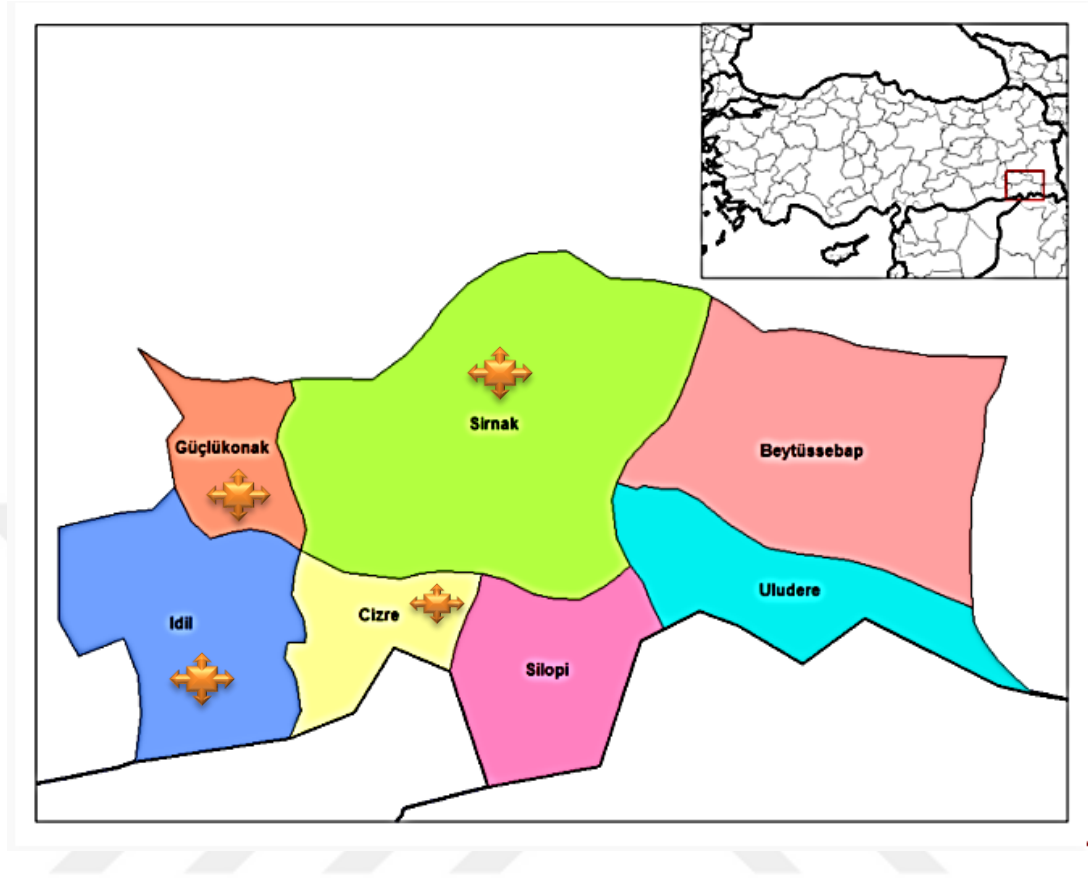 Sirnak
Güçlükonak
Beytüssebap
Uludere
Cizre
Idil
Silopi